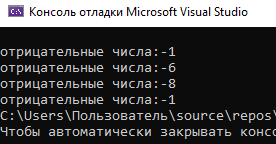 Консоль отладки Microsoft Visual Studio
отрицательные числа:-1
отрицательные числа:-6
отрицательные числа:-8
отрицательные числа:-1
C:\Users\Пользователь\source\repos\
Чтобы автоматически закрывать консо